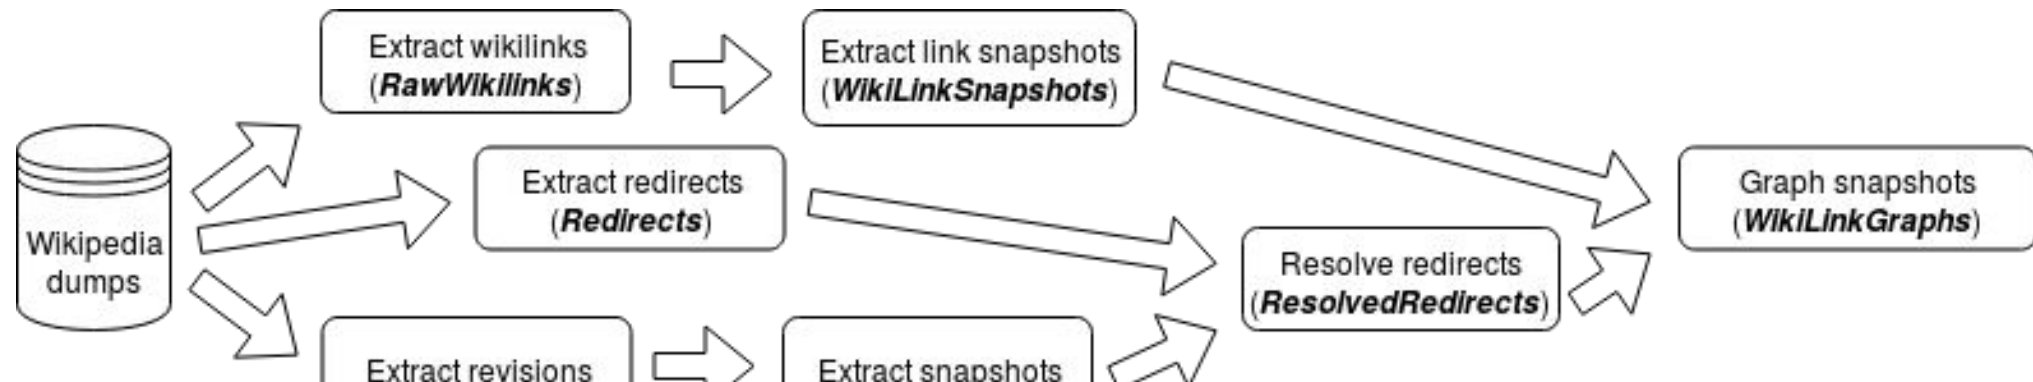 Extract wikilinks
(RawWikilinks)
Extract link snapshots
(WikiLinkSnapshots)
Wikipedia
dumps
Extract redirects
(Redirects)
Graph snapshots
(WikiLinkGraphs)
Resolve redirects
(ResolvedRedirects)
Extract revisions
Extract snapshots